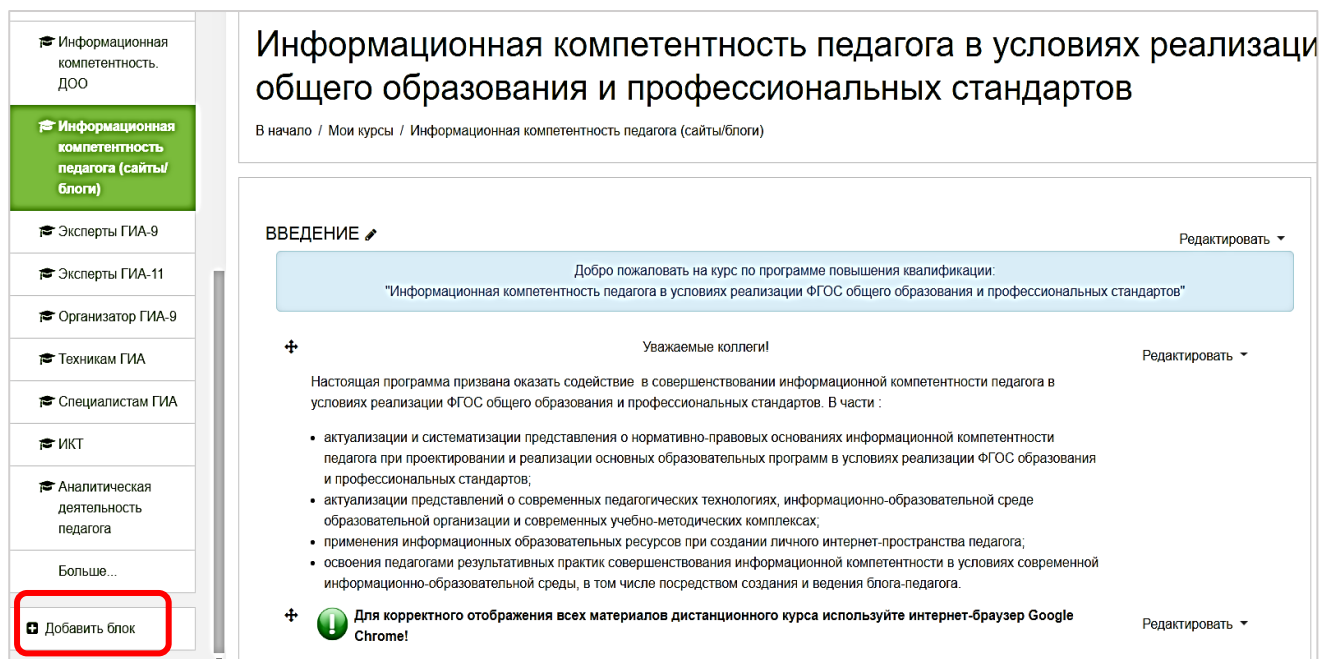 Информационная
компетентность.
ДОО
Информационная
компетентность
педагога (сайты/
блоги)
Эксперты ГИА-9
Эксперты ГИА-11
Организатор ГИА-9
Техникам ГИА
Специалистам ГИА
ИКТ
Аналитическая
деятельность
педагога
Больше...
Добавить блок
Информационная компетентность педагога в условиях реализаци
общего образования и профессиональных стандартов
В начало / Мои курсы / Информационная компетентность педагога (сайты/блоги)
ВВЕДЕНИЕ
Редактировать
Добро пожаловать на курс по программе повышения квалификации:
"Информационная компетентность педагога в условиях реализации ФГОС общего образования и профессиональных стандартов"
Уважаемые коллеги!
Редактировать
Настоящая программа призвана оказать содействие в совершенствовании информационной компетентности педагога в
условиях реализации ФГОС общего образования и профессиональных стандартов. В части :
• актуализации и систематизации представления о нормативно-правовых основаниях информационной компетентности
педагога при проектировании и реализации основных образовательных программ в условиях реализации ФГОС образования
и профессиональных стандартов;
• актуализации представлений о современных педагогических технологиях, информационно-образовательной среде
образовательной организации и современных учебно-методических комплексах;
• применения информационных образовательных ресурсов при создании личного интернет-пространства педагога;
• освоения педагогами результативных практик совершенствования информационной компетентности в условиях современной
информационно-образовательной среды, в том числе посредством создания и ведения блога-педагога.
Для корректного отображения всех материалов дистанционного курса используйте интернет-браузер Google
Chrome!
Редактировать